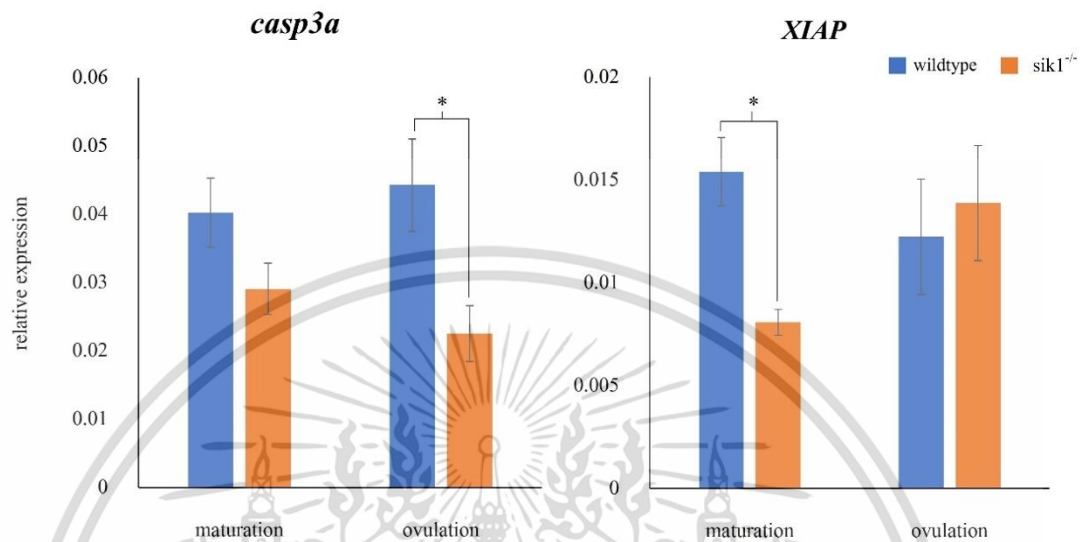 casp3a
XIAP
wildtype sik1-/-
relative expression
0.06
0.05
0.04
0.03
0.02
0.01
0
*
maturation ovulation
0.02
0.015
0.01
0.005
0
*
maturation ovulation